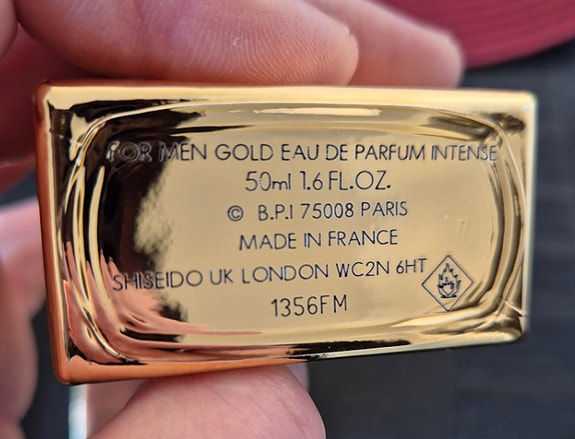 FOR MEN GOLD EAU DE PARFUM INTENSE
50ml 1.6 FL.OZ.
© B.P.I 75008 PARIS
MADE IN FRANCE
SHISEIDO UK LONDON WC2N 6HT
1356FM